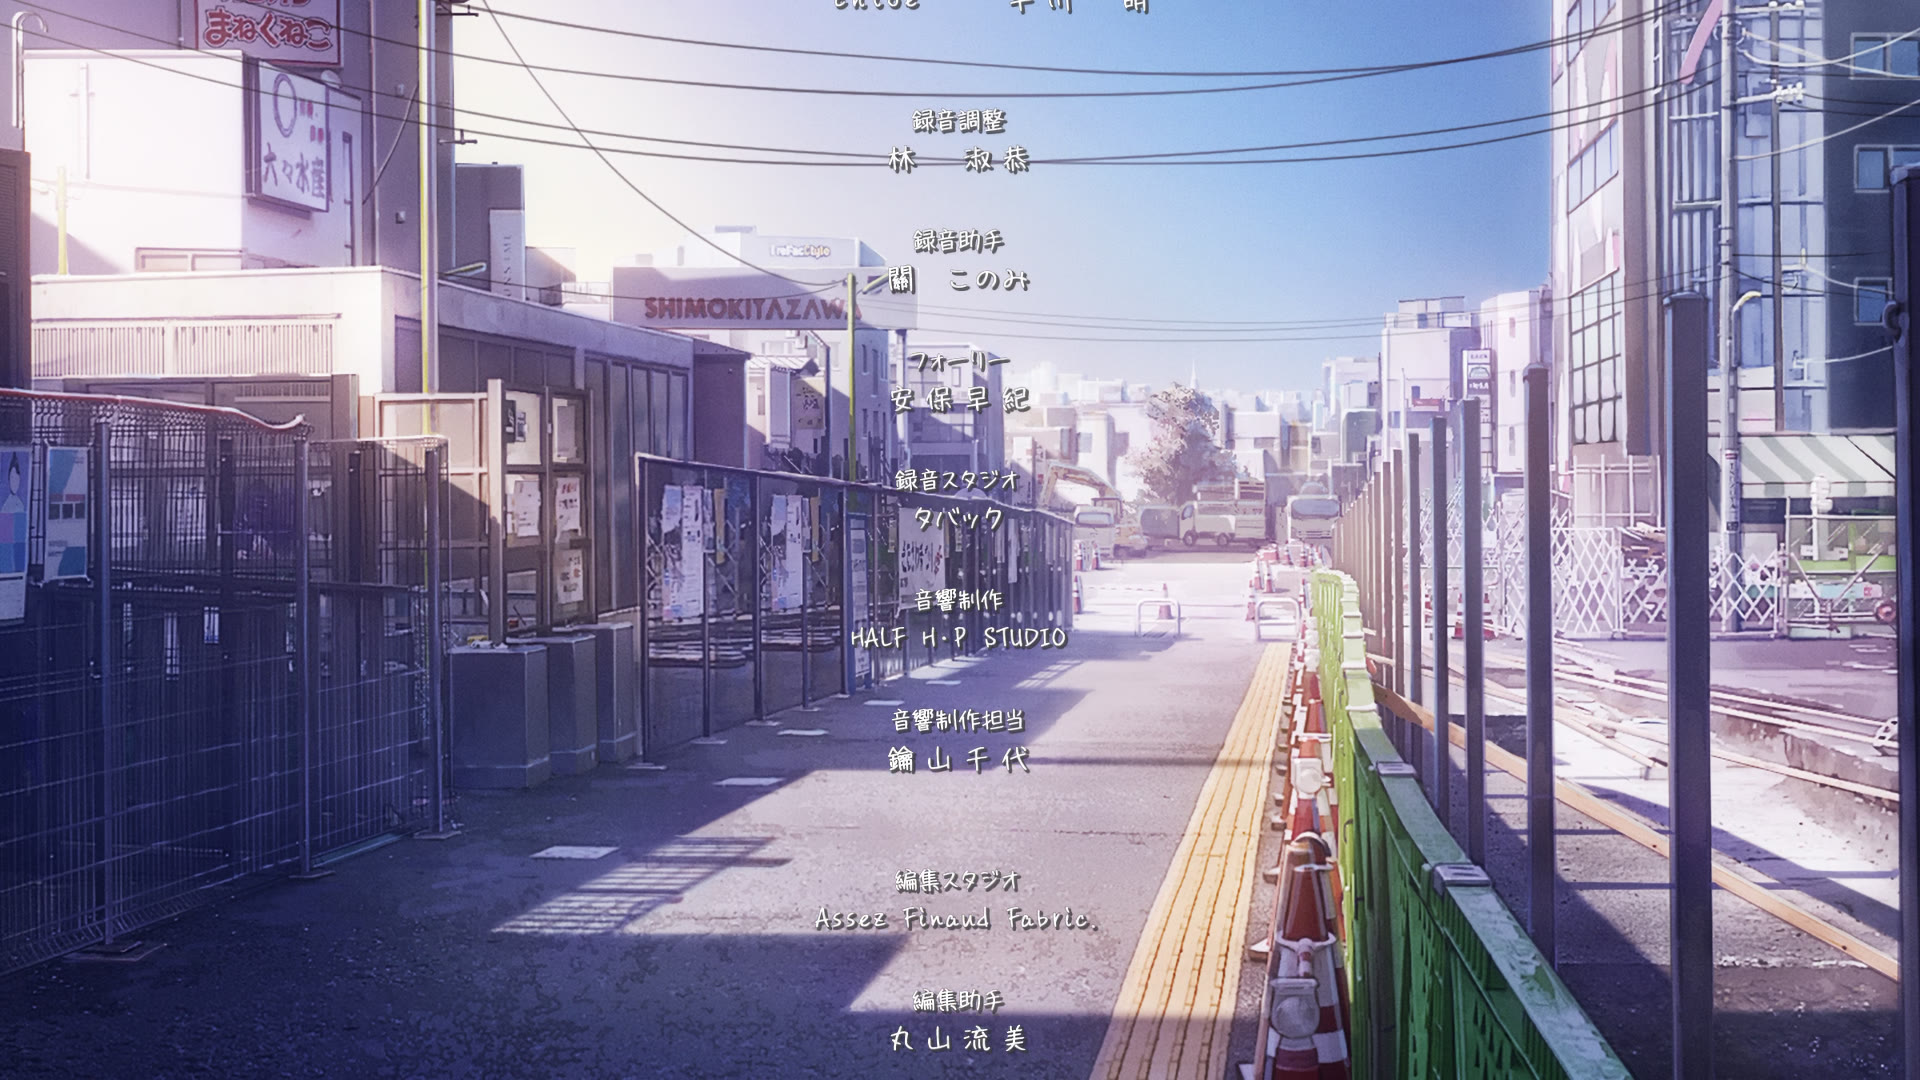 まねくねこ
六々水産
SHIMOKITAZAWA
Chloe 早川 萌
録音調整
林 淑恭
録音助手
關 このみ
フォーリー
安保早紀
録音スタジオ
タバック
音響制作
HALF H・P STUDIO
音響制作担当
鑰山千代
編集スタジオ
Assez Finaud Fabric.
編集助手
丸山流美